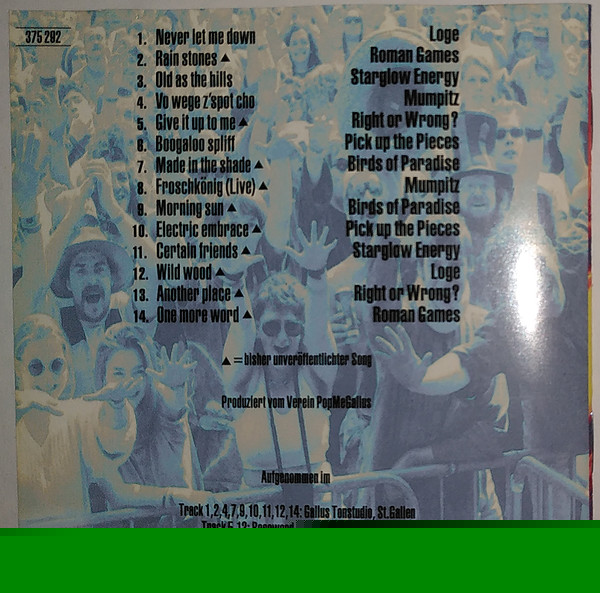 375 292
1. Never let me down Loge
2. Rain stones ▲ Roman Games
3. Old as the hills Starglow Energy
4. Vo wege z'spot cho Mumpitz
5. Give it up to me ▲ Right or Wrong?
6. Boogaloo spliff Pick up the Pieces
7. Made in the shade ▲ Birds of Paradise
8. Froschkönig (Live) ▲ Mumpitz
9. Morning sun ▲ Birds of Paradise
10. Electric embrace ▲ Pick up the Pieces
11. Certain friends ▲ Starglow Energy
12. Wild wood ▲ Loge
13. Another place ▲ Right or Wrong?
14. One more word ▲ Roman Games
▲ = bisher unveröffentlichter Song
Produziert vom Verein PopMcGallus
Aufgenommen im
Track 1,2,4,7,9,10,11,12,14: Gallus Tonstudio, St.Gallen